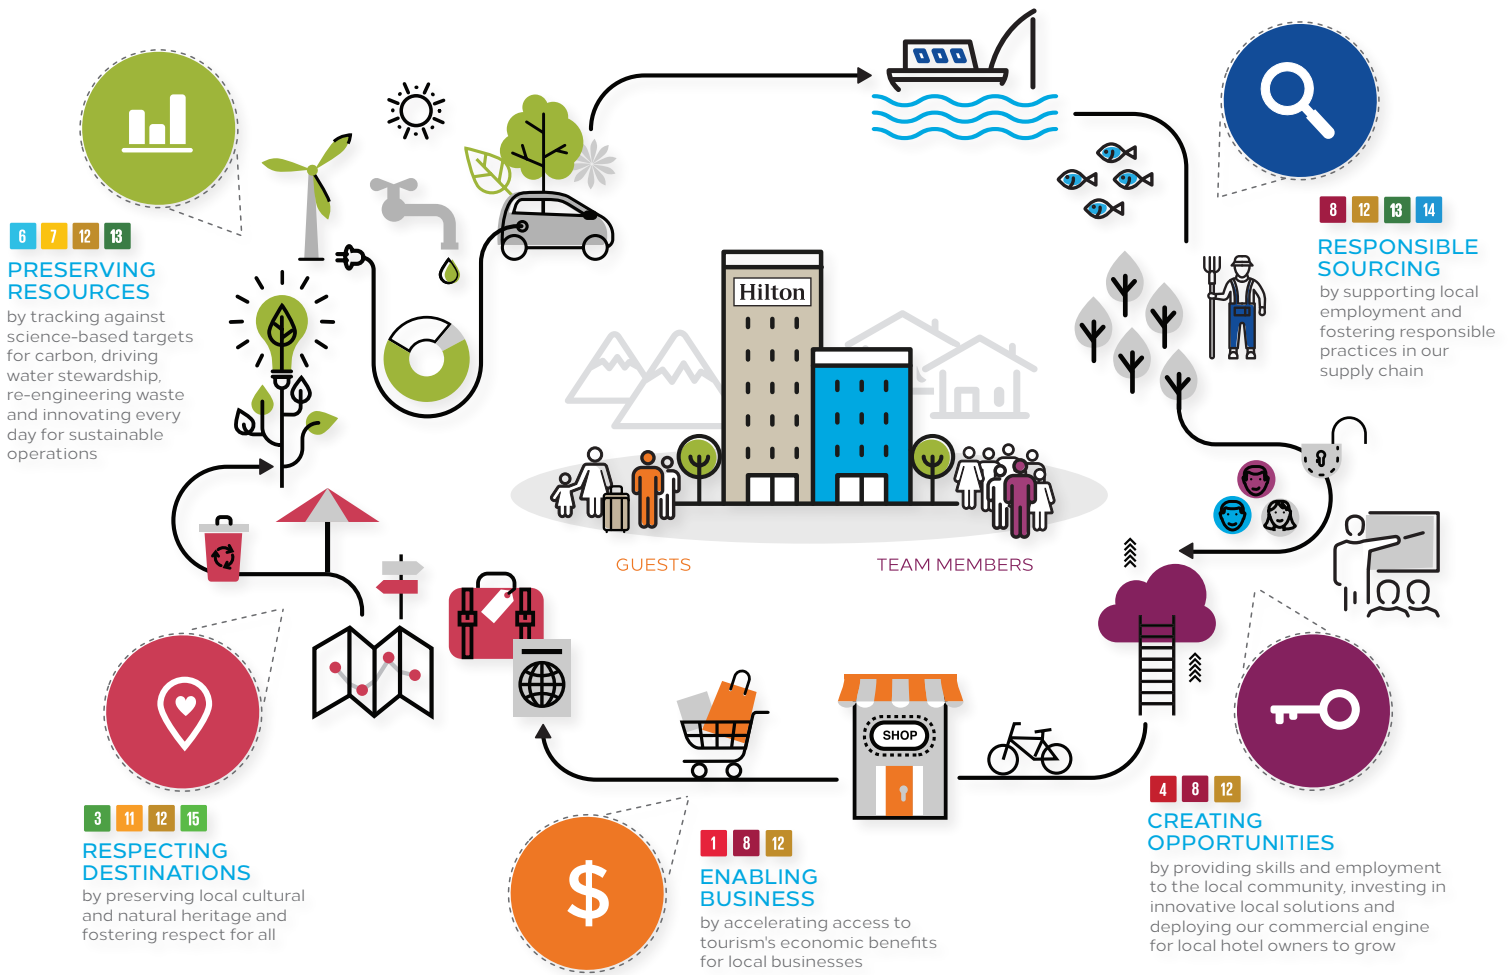 6 7 12 13
PRESERVING
RESOURCES
by tracking against
science-based targets
for carbon, driving
water stewardship,
re-engineering waste
and innovating every
day for sustainable
operations
8 12 13 14
RESPONSIBLE
SOURCING
by supporting local
employment and
fostering responsible
practices in our
supply chain
Hilton
GUESTS
TEAM MEMBERS
SHOP
3 11 12 15
RESPECTING
DESTINATIONS
by preserving local cultural
and natural heritage and
fostering respect for all
1 8 12
ENABLING
BUSINESS
by accelerating access to
tourism's economic benefits
for local businesses
$
4 8 12
CREATING
OPPORTUNITIES
by providing skills and employment
to the local community, investing in
innovative local solutions and
deploying our commercial engine
for local hotel owners to grow